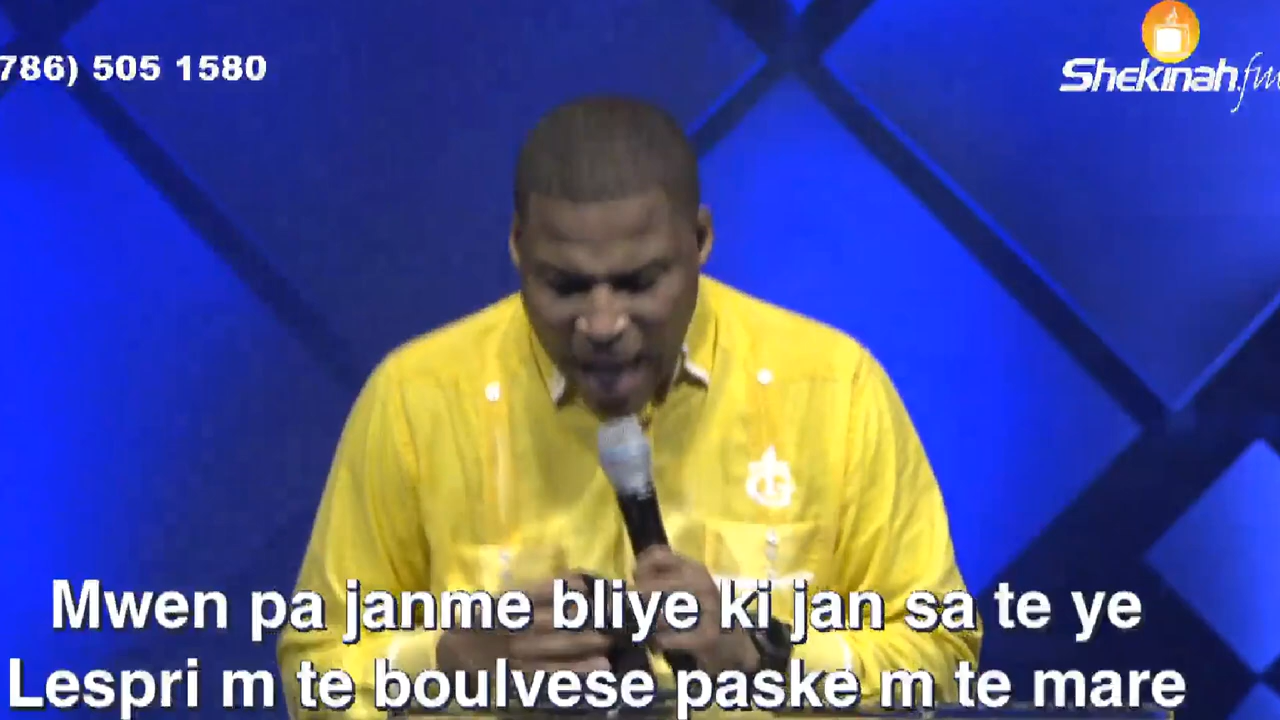 786) 505 1580
Shekinah.fm
Mwen pa janme bliye ki jan sa te ye
Lespri m te boulvese paske m te mare